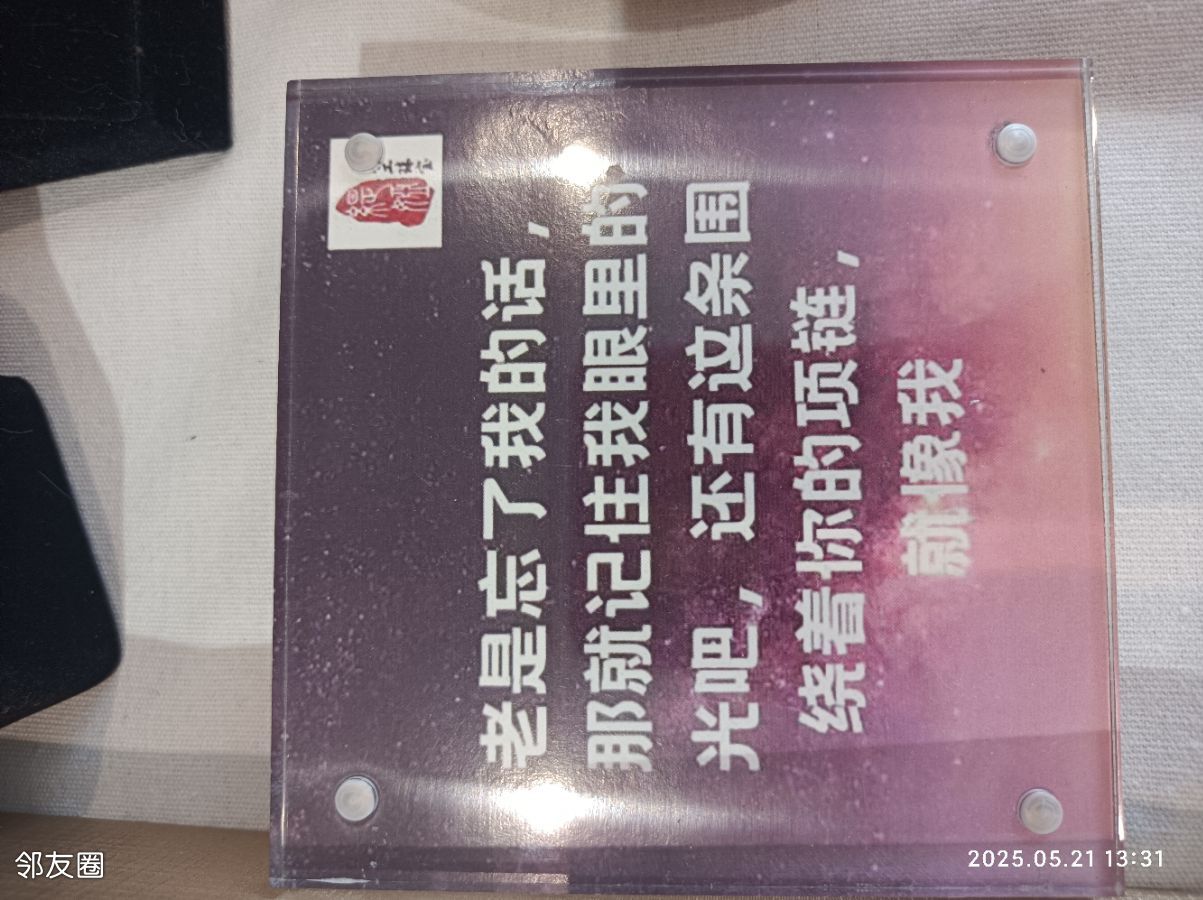 老是忘了我的话，
那就记住我眼里的
光吧，还有这条围
绕着你的项链，
就像我
邻友圈
2025.05.21 13:31